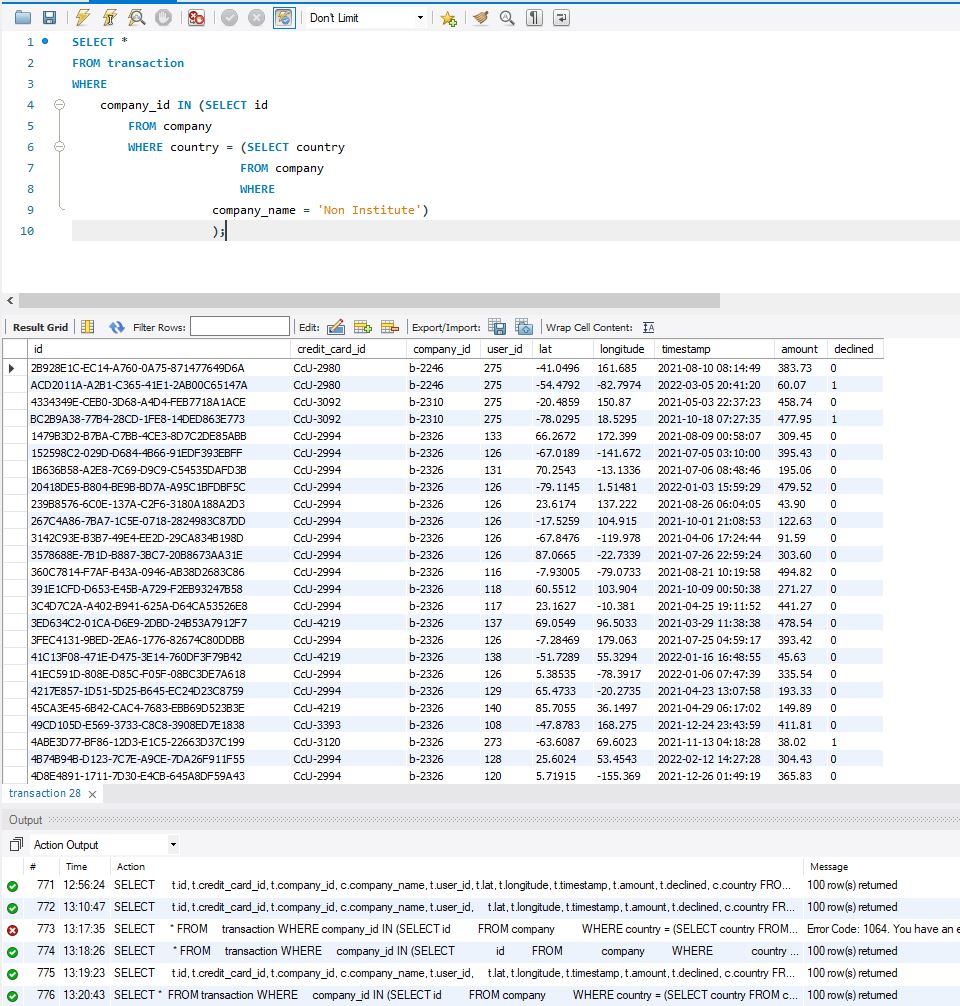 Don't Limit
1 SELECT *
2 FROM transaction
3 WHERE
4 company_id IN (SELECT id
5 FROM company
6 WHERE country = (SELECT country
7 FROM company
8 WHERE
9 company_name = 'Non Institute')
10 );
Result Grid Filter Rows: Edit: Export/Import: Wrap Cell Content:
id credit_card_id company_id user_id lat longitude timestamp amount declined
2B928E1C-EC14-A760-0A75-871477649D6A CcU-2980 b-2246 275 -41.0496 161.685 2021-08-10 08:14:49 383.73 0
ACD2011A-A2B1-C365-41E1-2AB00C65147A CcU-2980 b-2246 275 -54.4792 -82.7974 2022-03-05 20:41:20 60.07 1
4334349E-CEB0-3D68-A4D4-FEB7718A1ACE CcU-3092 b-2310 275 -20.4859 150.87 2021-05-03 22:37:23 458.74 0
BC2B9A38-77B4-28CD-1FE8-14DED863E773 CcU-3092 b-2310 275 -78.0295 18.5295 2021-10-18 07:27:35 477.95 1
1479B3D2-B7BA-C7BB-4CE3-8D7C2DE85ABB CcU-2994 b-2326 133 66.2672 172.399 2021-08-09 00:58:07 309.45 0
152598C2-029D-D684-4B66-91EDF393EBFF CcU-2994 b-2326 126 -67.0189 -141.672 2021-07-05 03:10:00 395.43 0
1B636B58-A2E8-7C69-D9C9-C54535DAFD3B CcU-2994 b-2326 131 70.2543 -13.1336 2021-07-06 08:48:46 195.06 0
20418DE5-B804-BE9B-BD7A-A95C1BFDBF5C CcU-2994 b-2326 126 -79.1145 1.51481 2022-01-03 15:59:29 479.52 0
239B8576-6C0E-137A-C2F6-3180A188A2D3 CcU-2994 b-2326 126 23.6174 137.222 2021-08-26 06:04:05 43.90 0
267C4A86-7BA7-1C5E-0718-2824983C87DD CcU-2994 b-2326 126 -17.5259 104.915 2021-10-01 21:08:53 122.63 0
3142C93E-B3B7-49E4-EE2D-29CA834B198D CcU-2994 b-2326 126 -67.8476 -119.978 2021-04-06 17:24:44 91.59 0
3578688E-7B1D-B887-3BC7-20B8673AA31E CcU-2994 b-2326 126 87.0665 -22.7339 2021-07-26 22:59:24 303.60 0
360C7814-F7AF-B43A-0946-AB38D2683C86 CcU-2994 b-2326 116 -7.93005 -79.0733 2021-08-21 10:19:58 494.82 0
391E1CFD-D653-E45B-A729-F2EB93247B58 CcU-2994 b-2326 118 60.5512 103.904 2021-10-09 00:50:38 271.27 0
3C4D7C2A-A402-B941-625A-D64CA53526E8 CcU-2994 b-2326 117 23.1627 -10.381 2021-04-25 19:11:52 441.27 0
3ED634C2-01CA-D6E9-2DBD-24B53A7912F7 CcU-4219 b-2326 137 69.0549 96.5033 2021-03-29 11:38:38 478.54 0
3FEC4131-9BED-2EA6-1776-82674C80DDBB CcU-2994 b-2326 126 -7.28469 179.063 2021-07-25 04:59:17 393.42 0
41C13F08-471E-D475-3E14-760DF3F79B42 CcU-4219 b-2326 138 -51.7289 55.3294 2022-01-16 16:48:55 45.63 0
41EC591D-808E-D85C-F05F-08BC3DE7A618 CcU-2994 b-2326 126 5.38535 -78.3917 2022-01-06 07:47:39 335.54 0
4217E857-1D51-5D25-B645-EC24D23C8759 CcU-2994 b-2326 129 65.4733 -20.2735 2021-04-23 13:07:58 193.33 0
45CA3E45-6B42-CAC4-7683-EBB69D523B3E CcU-4219 b-2326 140 85.7055 36.1497 2021-04-29 06:17:02 149.89 0
49CD105D-E569-3733-C8C8-3908ED7E1838 CcU-3393 b-2326 108 -47.8783 168.275 2021-12-24 23:43:59 411.81 0
4ABE3D77-BF86-12D3-E1C5-22663D37C199 CcU-3120 b-2326 273 -63.6087 69.6023 2021-11-13 04:18:28 38.02 1
4B74B94B-D123-7C7E-A9CE-7DA26F911F55 CcU-2994 b-2326 128 25.6024 53.4543 2022-02-12 14:27:28 304.43 0
4D8E4891-1711-7D30-E4CB-645A8DF59A43 CcU-2994 b-2326 120 5.71915 -155.369 2021-12-26 01:49:19 365.83 0
transaction 28
Output
Action Output
# Time Action Message
771 12:56:24 SELECT t.id, t.credit_card_id, t.company_id, c.company_name, t.user_id, t.lat, t.longitude, t.timestamp, t.amount, t.declined, c.country FRO... 100 row(s) returned
772 13:10:47 SELECT t.id, t.credit_card_id, t.company_id, c.company_name, t.user_id, t.lat, t.longitude, t.timestamp, t.amount, t.declined, c.country FR... 100 row(s) returned
773 13:17:35 SELECT * FROM transaction WHERE company_id IN (SELECT id FROM company WHERE country = (SELECT country FROM... Error Code: 1064. You have an e
774 13:18:26 SELECT * FROM transaction WHERE company_id IN (SELECT id FROM company WHERE country ... 100 row(s) returned
775 13:19:23 SELECT t.id, t.credit_card_id, t.company_id, c.company_name, t.user_id, t.lat, t.longitude, t.timestamp, t.amount, t.declined, c.country FR... 100 row(s) returned
776 13:20:43 SELECT * FROM transaction WHERE company_id IN (SELECT id FROM company WHERE country = (SELECT country FROM c... 100 row(s) returned